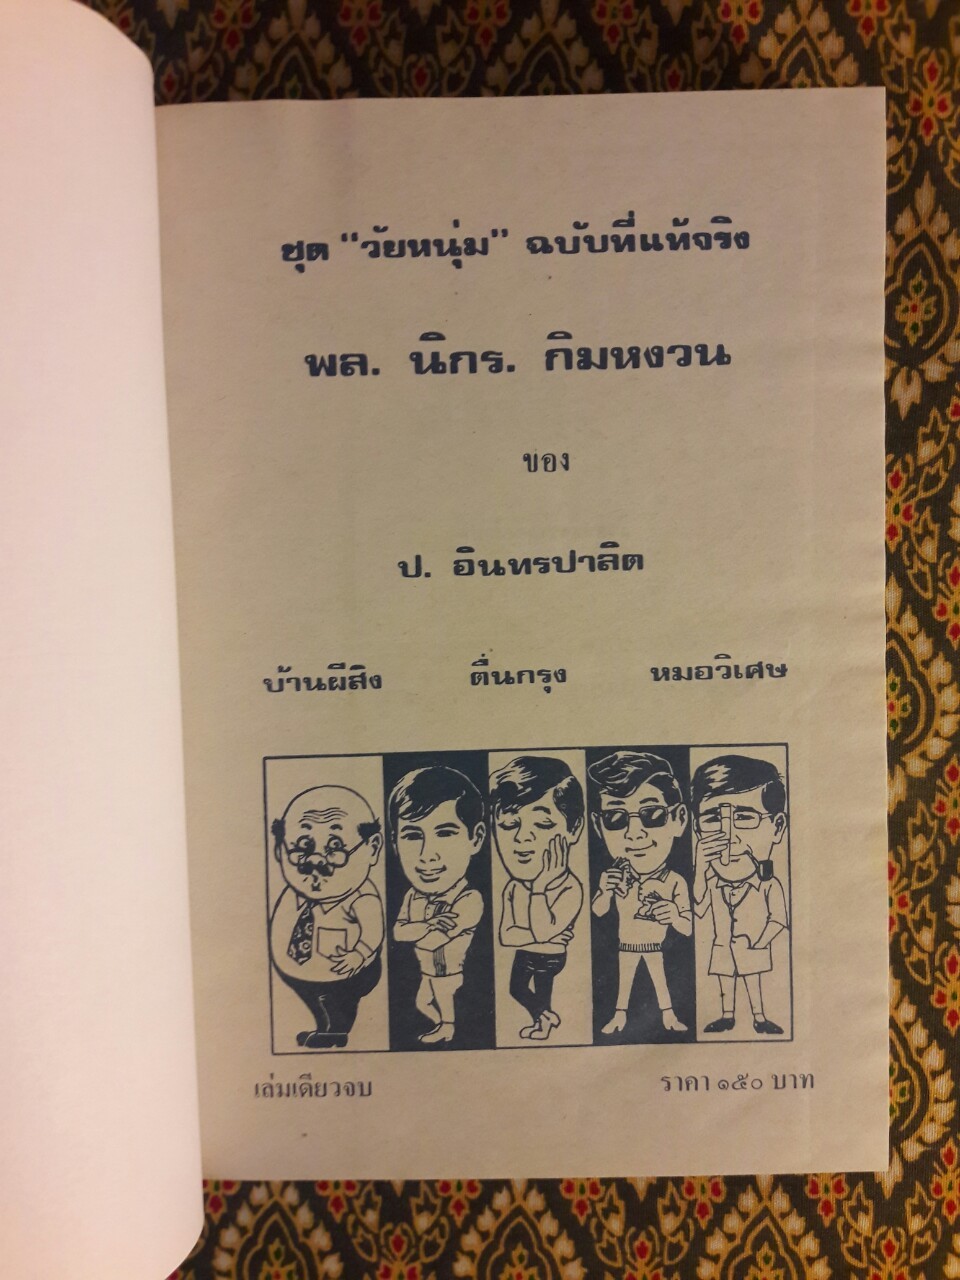 ชุด "วัยหนุ่ม" ฉบับที่แท้จริง
พล. นิกร. กิมหงวน
ของ
ป. อินทรปาลิต
บ้านผีสิง ตื่นกรุง หมอวิเศษ
เล่มเดียวจบ ราคา ๑๕๐ บาท